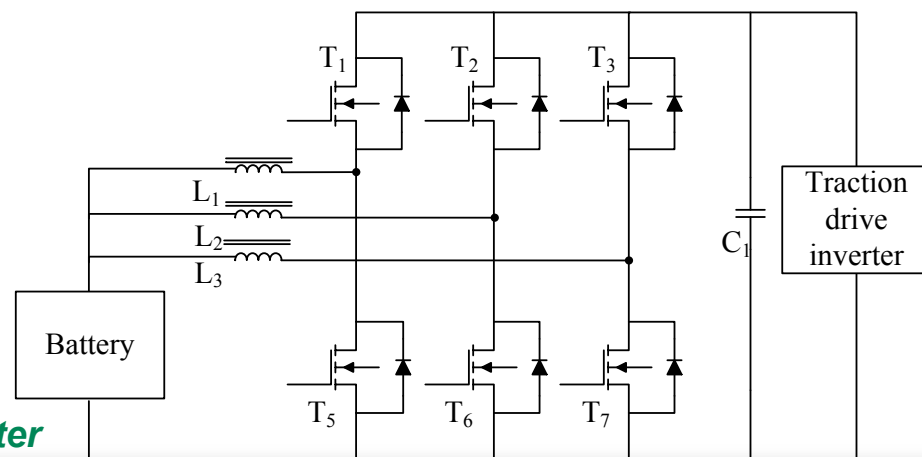 T₁
T₂
T₃
L₁
L₂
L₃
C₁
Traction
drive
inverter
Battery
T₅
T₆
T₇
ter